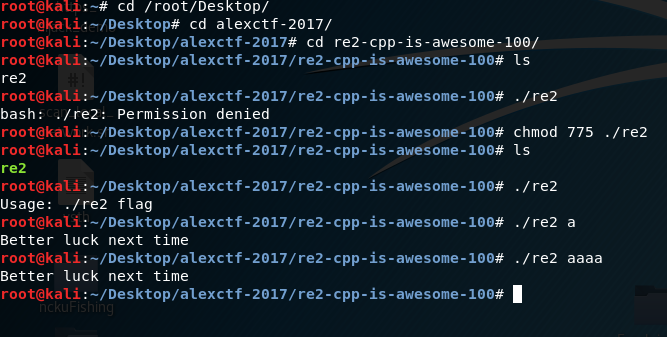 root@kali:~# cd /root/Desktop/
root@kali:~/Desktop# cd alexctf-2017/
root@kali:~/Desktop/alexctf-2017# cd re2-cpp-is-awesome-100/
root@kali:~/Desktop/alexctf-2017/re2-cpp-is-awesome-100# ls
re2
root@kali:~/Desktop/alexctf-2017/re2-cpp-is-awesome-100# ./re2
bash: ./re2: Permission denied
root@kali:~/Desktop/alexctf-2017/re2-cpp-is-awesome-100# chmod 775 ./re2
root@kali:~/Desktop/alexctf-2017/re2-cpp-is-awesome-100# ls
re2
root@kali:~/Desktop/alexctf-2017/re2-cpp-is-awesome-100# ./re2
Usage: ./re2 flag
root@kali:~/Desktop/alexctf-2017/re2-cpp-is-awesome-100# ./re2 a
Better luck next time
root@kali:~/Desktop/alexctf-2017/re2-cpp-is-awesome-100# ./re2 aaaa
Better luck next time
root@kali:~/Desktop/alexctf-2017/re2-cpp-is-awesome-100#
nckuFishing